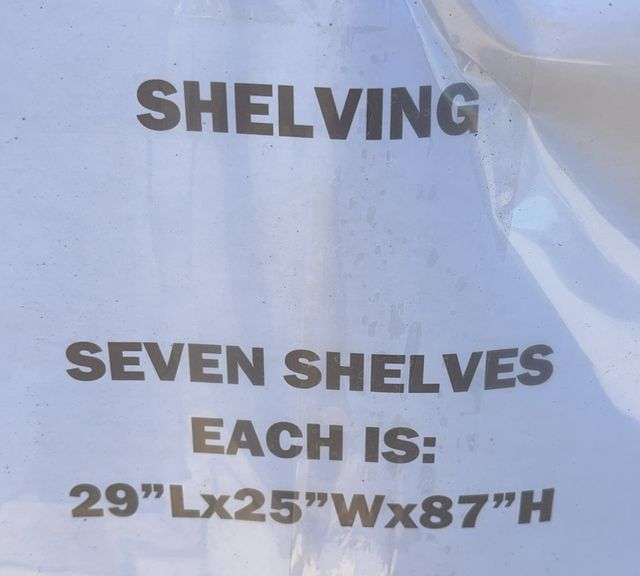 SHELVING
SEVEN SHELVES
EACH IS:
29”Lx25”Wx87”H